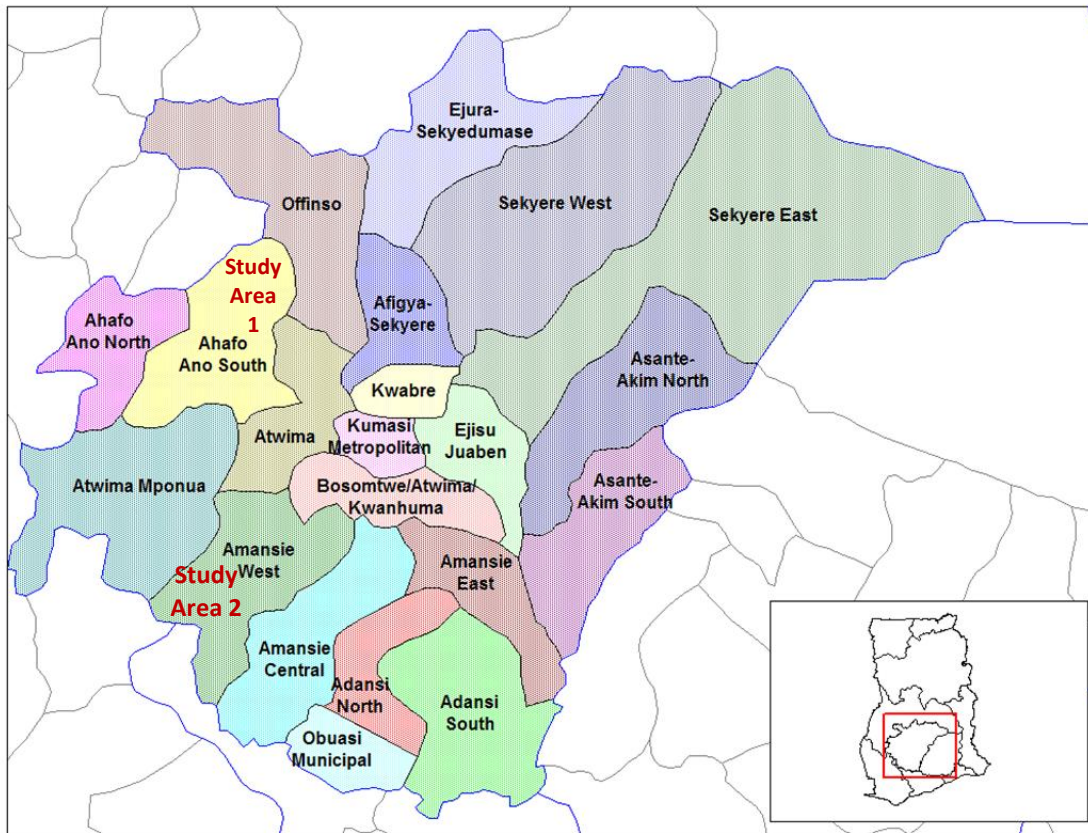 Ejura-
Sekyedumase
Offinso
Sekyere West
Sekyere East
Study
Area
1
Afigya-
Sekyere
Ahafo
Ano North
Ahafo
Ano South
Asante-
Akim North
Kwabre
Atwima
Kumasi
Metropolitan
Ejisu
Juaben
Atwima Mponua
Bosomtwe/Atwima/
Kwanhuma
Asante-
Akim South
Amansie
West
Study
Area 2
Amansie
East
Amansie
Central
Adansi
North
Adansi
South
Obuasi
Municipal